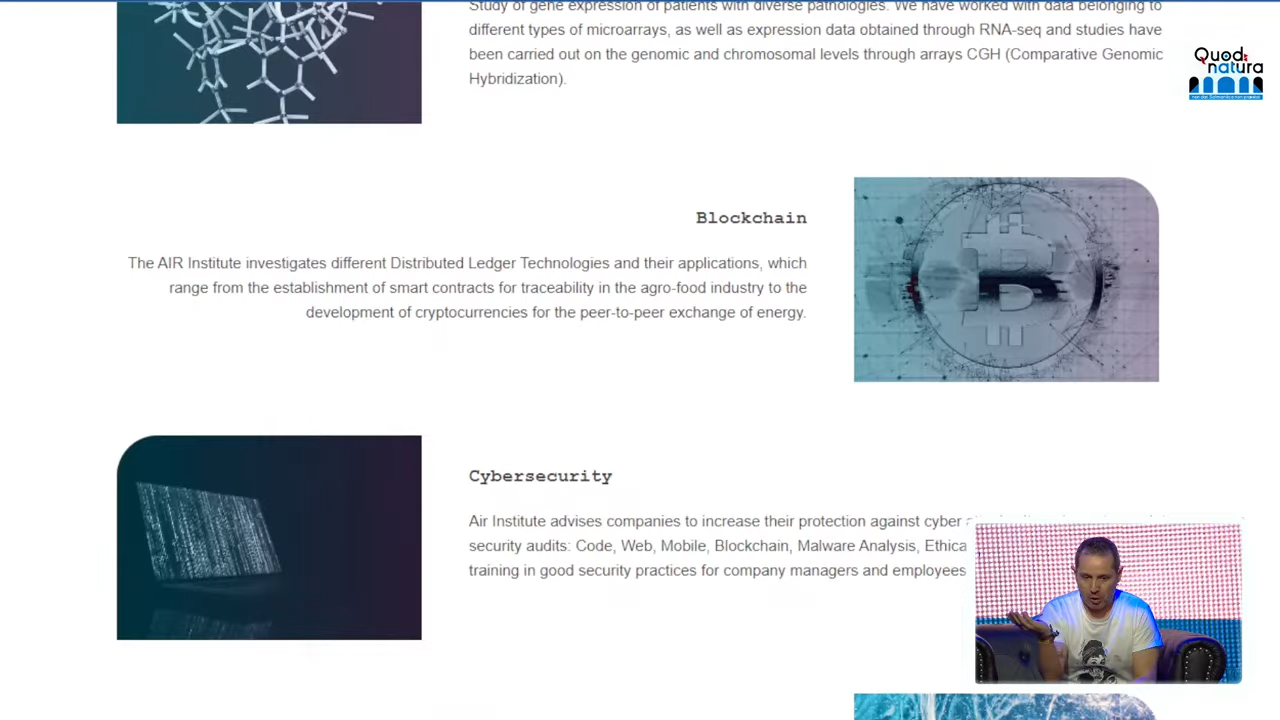 Study of gene expression of patients with diverse pathologies. We have worked with data belonging to
different types of microarrays, as well as expression data obtained through RNA-seq and studies have
been carried out on the genomic and chromosomal levels through arrays CGH (Comparative Genomic
Hybridization).
Quod
natura
Blockchain
The AIR Institute investigates different Distributed Ledger Technologies and their applications, which
range from the establishment of smart contracts for traceability in the agro-food industry to the
development of cryptocurrencies for the peer-to-peer exchange of energy.
Cybersecurity
Air Institute advises companies to increase their protection against cyber
security audits: Code, Web, Mobile, Blockchain, Malware Analysis,
training in good security practices for company managers and employees